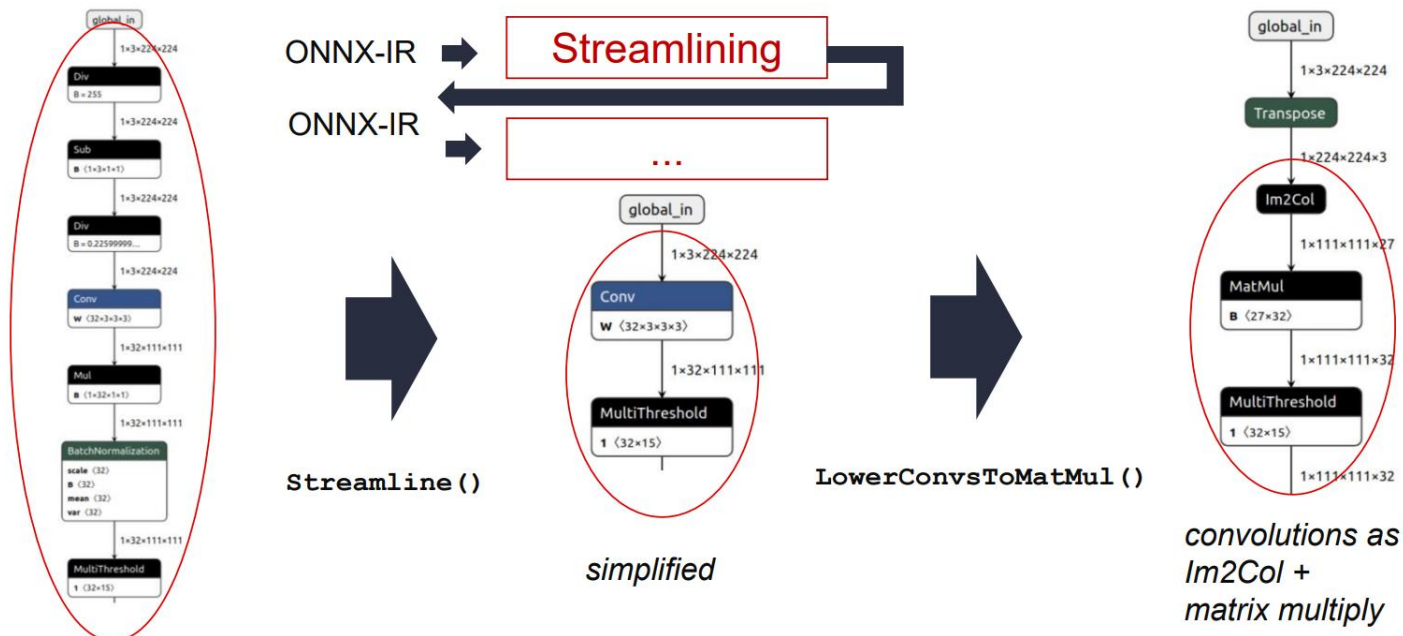 global_in
1×3×224×224
Div
B = 255
1×3×224×224
Sub
B ⟨1×3×1×1⟩
1×3×224×224
Div
B = 0.22599999...
1×3×224×224
Conv
W ⟨32×3×3×3⟩
1×32×111×111
Mul
B ⟨1×32×1×1⟩
1×32×111×111
BatchNormalization
scale ⟨32⟩
B ⟨32⟩
mean ⟨32⟩
var ⟨32⟩
1×32×111×111
MultiThreshold
1 ⟨32×15⟩
ONNX-IR
Streamlining
ONNX-IR
...
Streamline()
global_in
1×3×224×224
Conv
W ⟨32×3×3×3⟩
1×32×111×111
MultiThreshold
1 ⟨32×15⟩
simplified
LowerConvsToMatMul()
global_in
1×3×224×224
Transpose
1×224×224×3
Im2Col
1×111×111×27
MatMul
B ⟨27×32⟩
1×111×111×32
MultiThreshold
1 ⟨32×15⟩
1×111×111×32
convolutions as
Im2Col +
matrix multiply